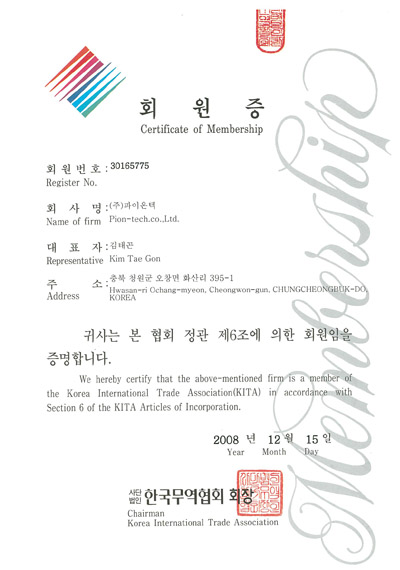 회 원 증
Certificate of Membership
회 원 번 호 : 30165775
Register No.
회 사 명 : (주)파이온텍
Name of firm Pion-tech.co.,Ltd.
대 표 자 : 김태곤
Representative Kim Tae Gon
주 소 : 충북 청원군 오창면 화산리 395-1
Address Hwasan-ri Ochang-myeon, Cheongwon-gun, CHUNGCHEONGBUK-DO,
KOREA
귀사는 본 협회 정관 제6조에 의한 회원임을
증명합니다.
We hereby certify that the above-mentioned firm is a member of
the Korea International Trade Association(KITA) in accordance with
Section 6 of the KITA Articles of Incorporation.
2008 년 12 월 15 일
Year Month Day
사단
법인 한국무역협회 회장
Chairman
Korea International Trade Association
Membership